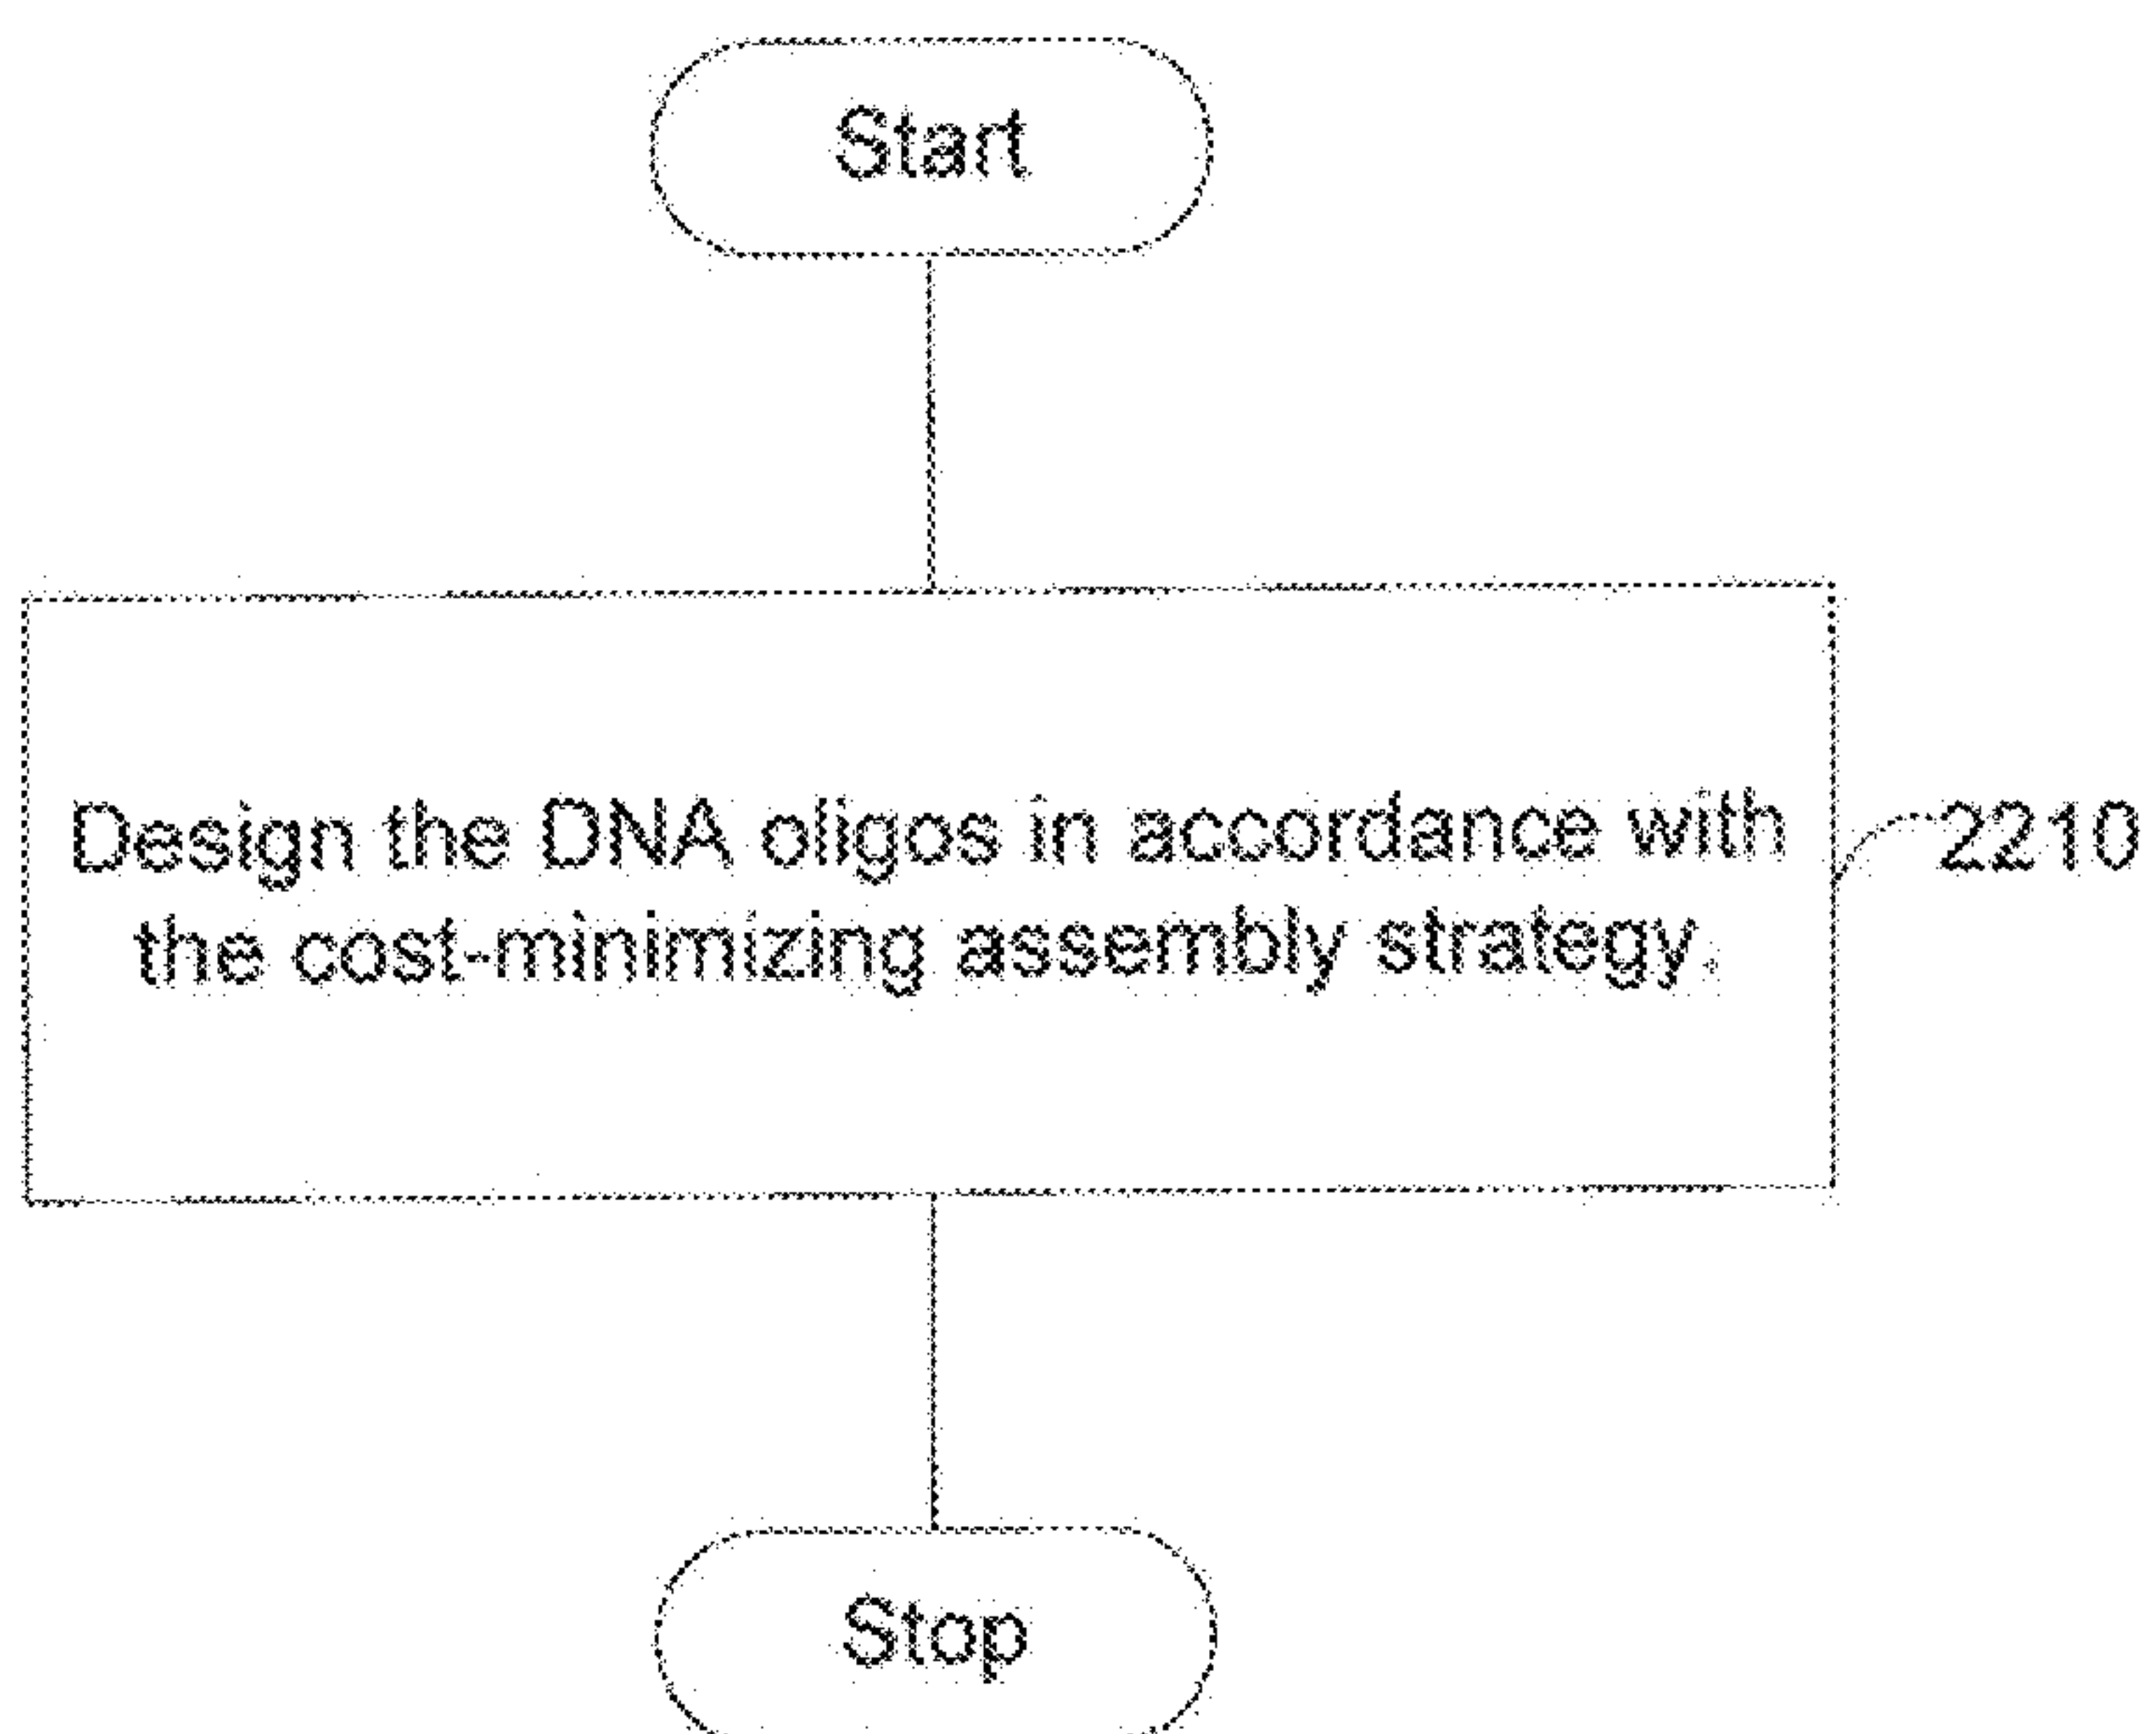 Start
Design the DNA oligos in accordance with
the cost-minimizing assembly strategy.
2210
Stop